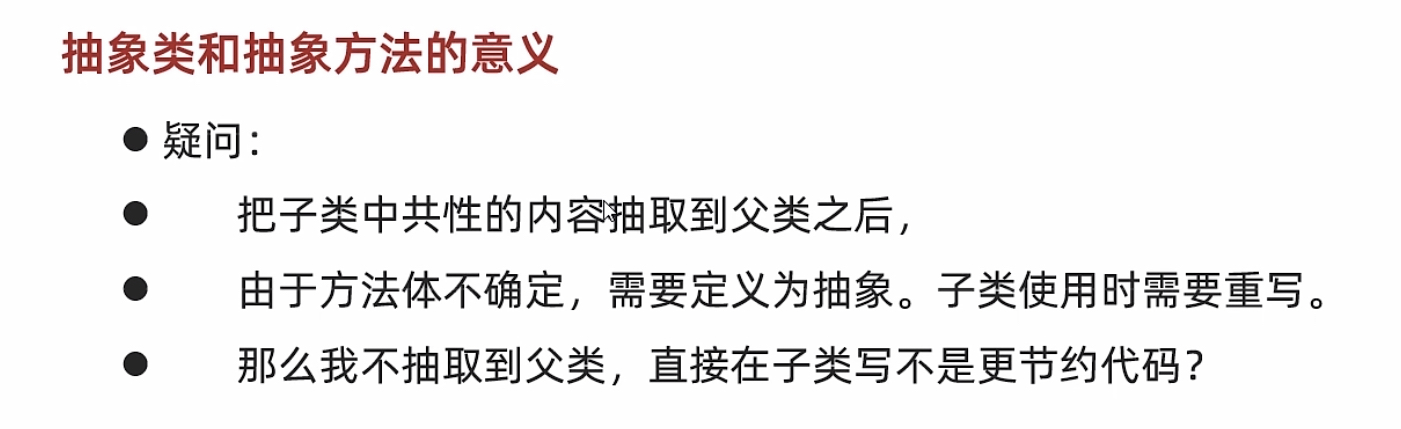 抽象类和抽象方法的意义
● 疑问：
● 把子类中共性的内容抽取到父类之后，
● 由于方法体不确定，需要定义为抽象。子类使用时需要重写。
● 那么我不抽取到父类，直接在子类写不是更节约代码？